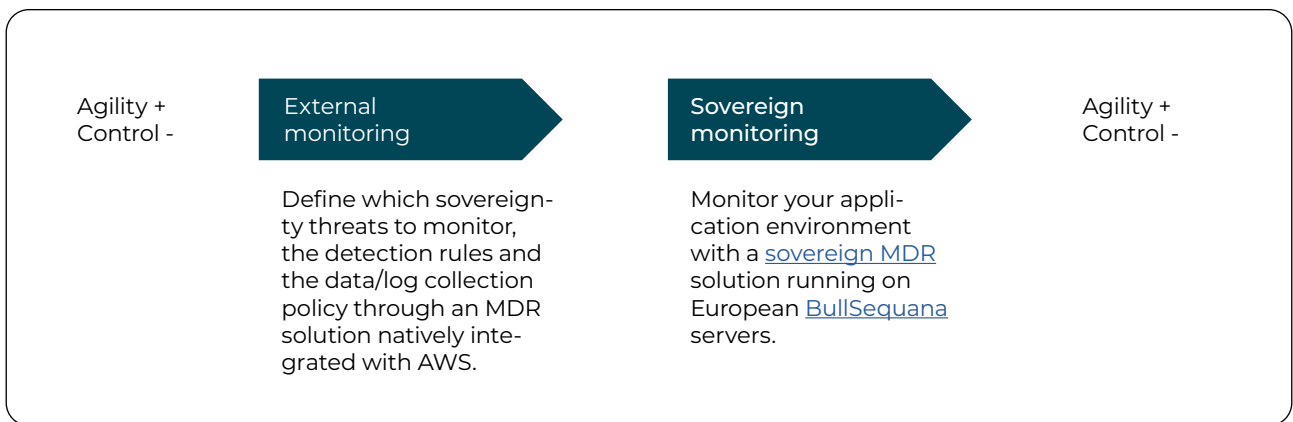 Agility +
Control -
External
monitoring
Define which sovereign-
ty threats to monitor,
the detection rules and
the data/log collection
policy through an MDR
solution natively inte-
grated with AWS.
Sovereign
monitoring
Monitor your appli-
cation environment
with a sovereign MDR
solution running on
European BullSequana
servers.
Agility +
Control -